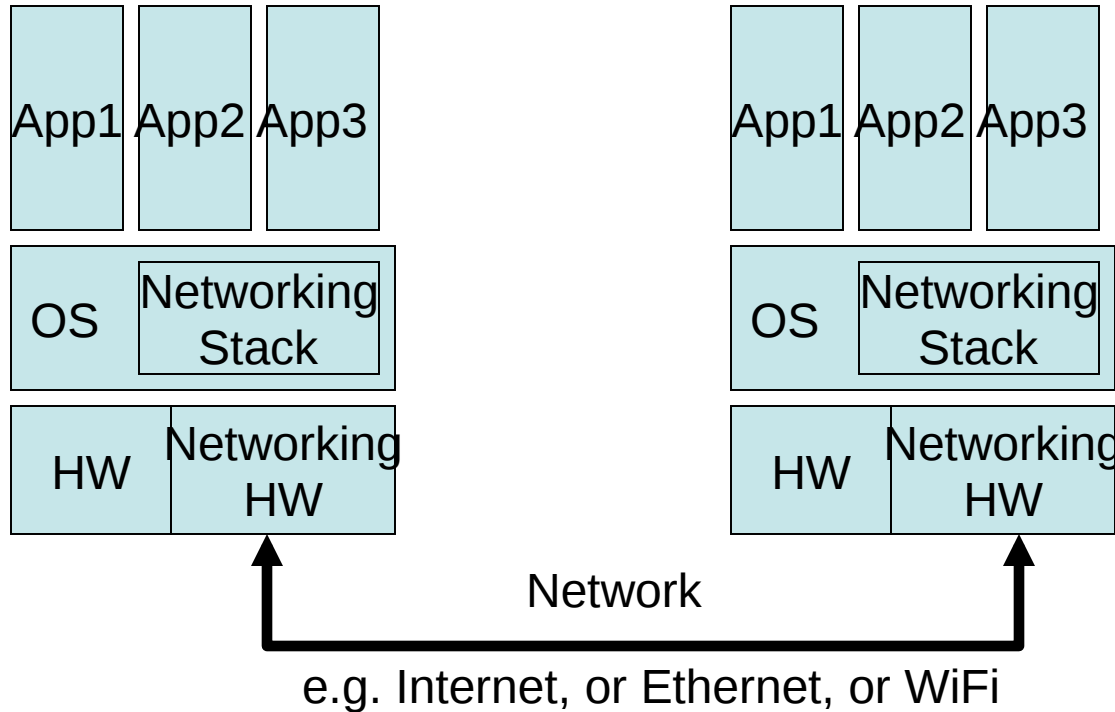 App1 App2 App3
App1 App2 App3
OS
Networking
Stack
OS
Networking
Stack
HW
Networking
HW
HW
Networking
HW
Network
e.g. Internet, or Ethernet, or WiFi